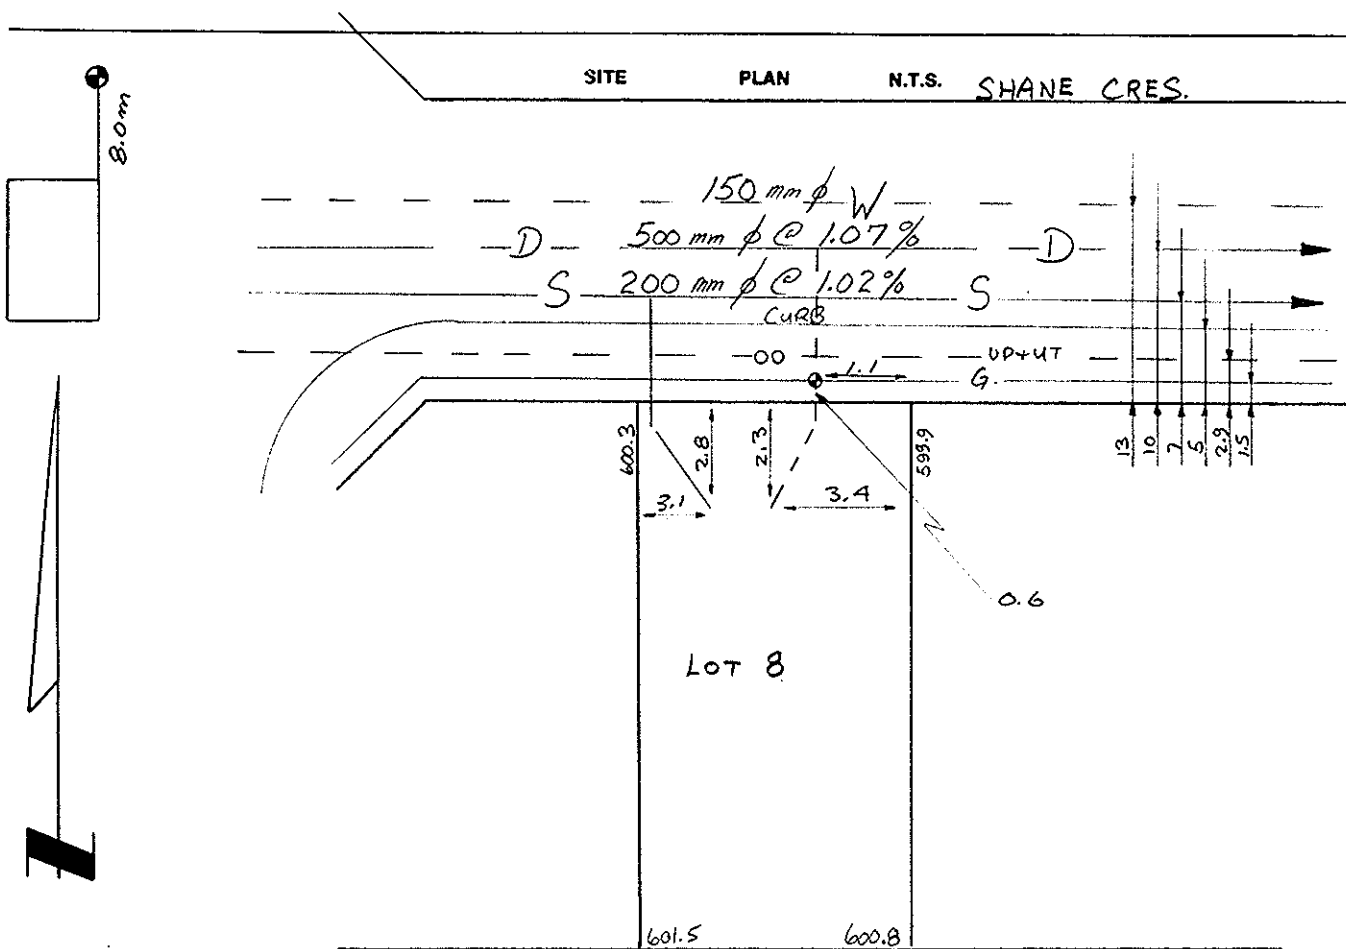 SITE PLAN N.T.S. SHANE CRES.
8.0m
150 mm ⌀ W
D 500 mm ⌀ @ 1.07% D
S 200 mm ⌀ @ 1.02% S
CURB
OO UP+UT
1.1 G.
600.3 2.8 2.3 599.9 13 10 7 5 2.9 1.5
3.1 3.4
0.6
LOT 8
601.5 600.8
N